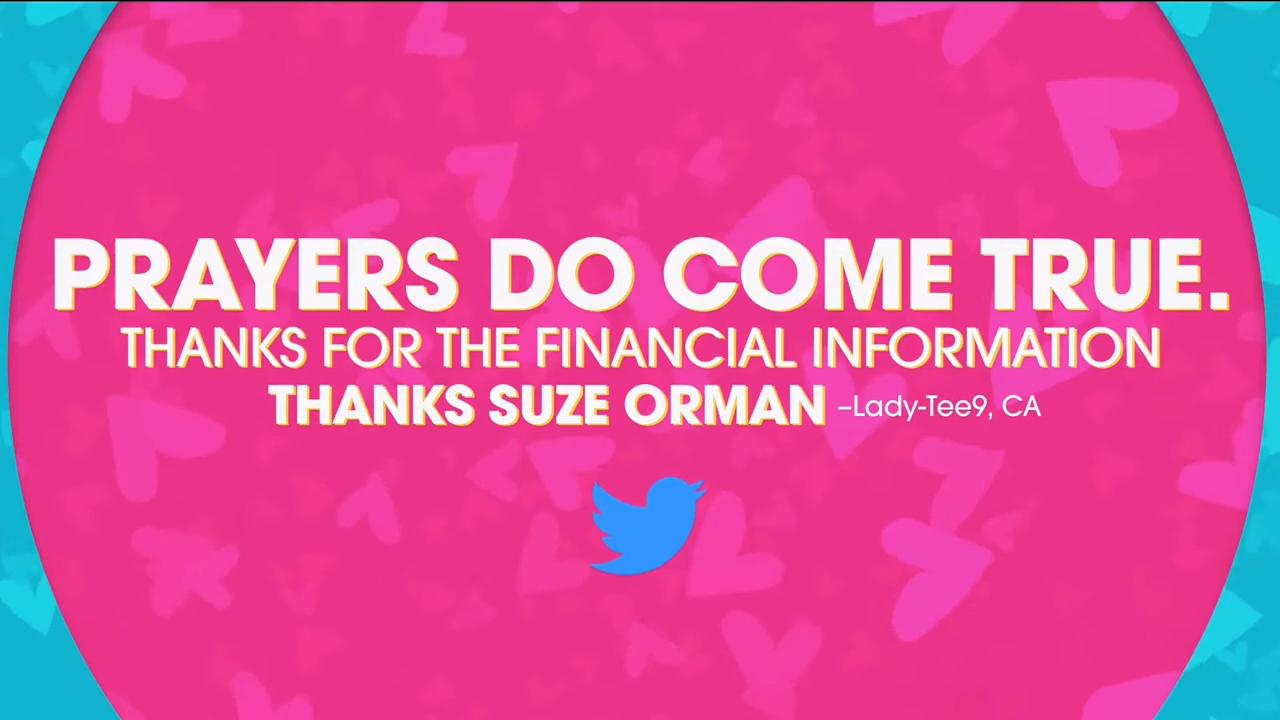 PRAYERS DO COME TRUE.
THANKS FOR THE FINANCIAL INFORMATION
THANKS SUZE ORMAN –Lady-Tee9, CA